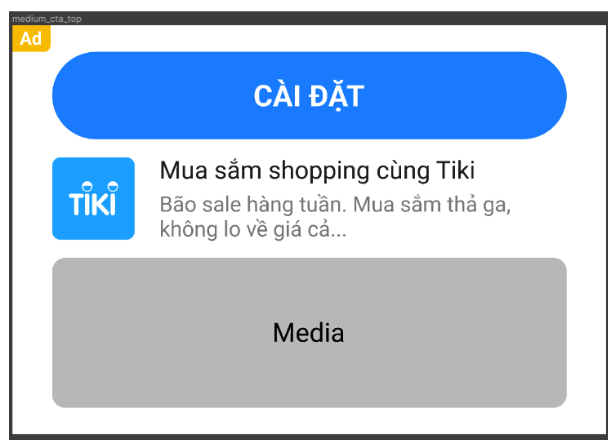 medium_cta_top
Ad
CÀI ĐẶT
TIKI
Mua sắm shopping cùng Tiki
Bão sale hàng tuần. Mua sắm thả ga,
không lo về giá cả...
Media